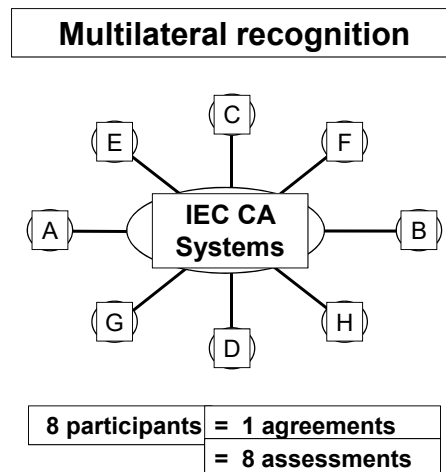 Multilateral recognition
C
E
F
A
IEC CA
Systems
B
G
H
D
8 participants = 1 agreements
= 8 assessments